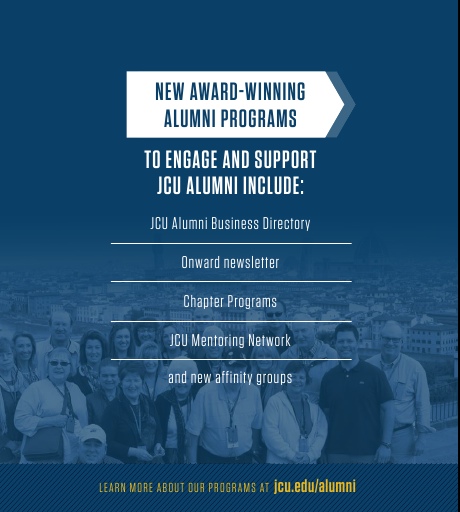 NEW AWARD-WINNING
ALUMNI PROGRAMS
TO ENGAGE AND SUPPORT
JCU ALUMNI INCLUDE:
JCU Alumni Business Directory
Onward newsletter
Chapter Programs
JCU Mentoring Network
and new affinity groups
LEARN MORE ABOUT OUR PROGRAMS AT jcu.edu/alumni